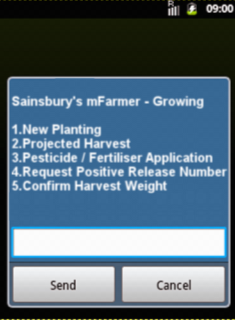 09:00
Sainsbury's mFarmer - Growing
1.New Planting
2.Projected Harvest
3.Pesticide / Fertiliser Application
4.Request Positive Release Number
5.Confirm Harvest Weight
Send
Cancel